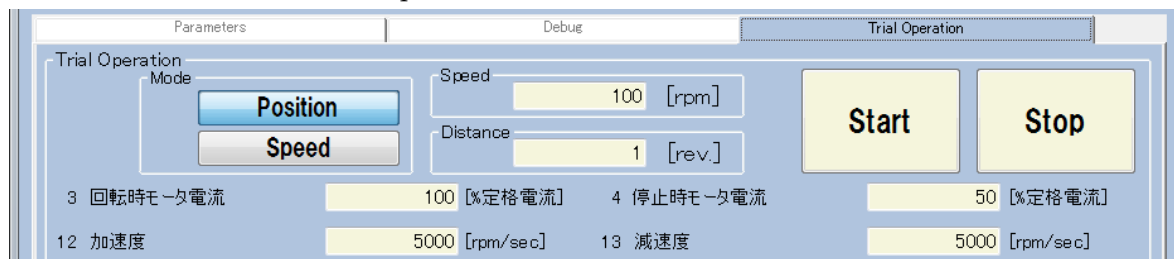 Parameters Debug Trial Operation
Trial Operation
Mode
Position
Speed
Speed
100 [rpm]
Distance
1 [rev.]
Start Stop
3 回転時モータ電流 100 [%定格電流] 4 停止時モータ電流 50 [%定格電流]
12 加速度 5000 [rpm/sec] 13 減速度 5000 [rpm/sec]